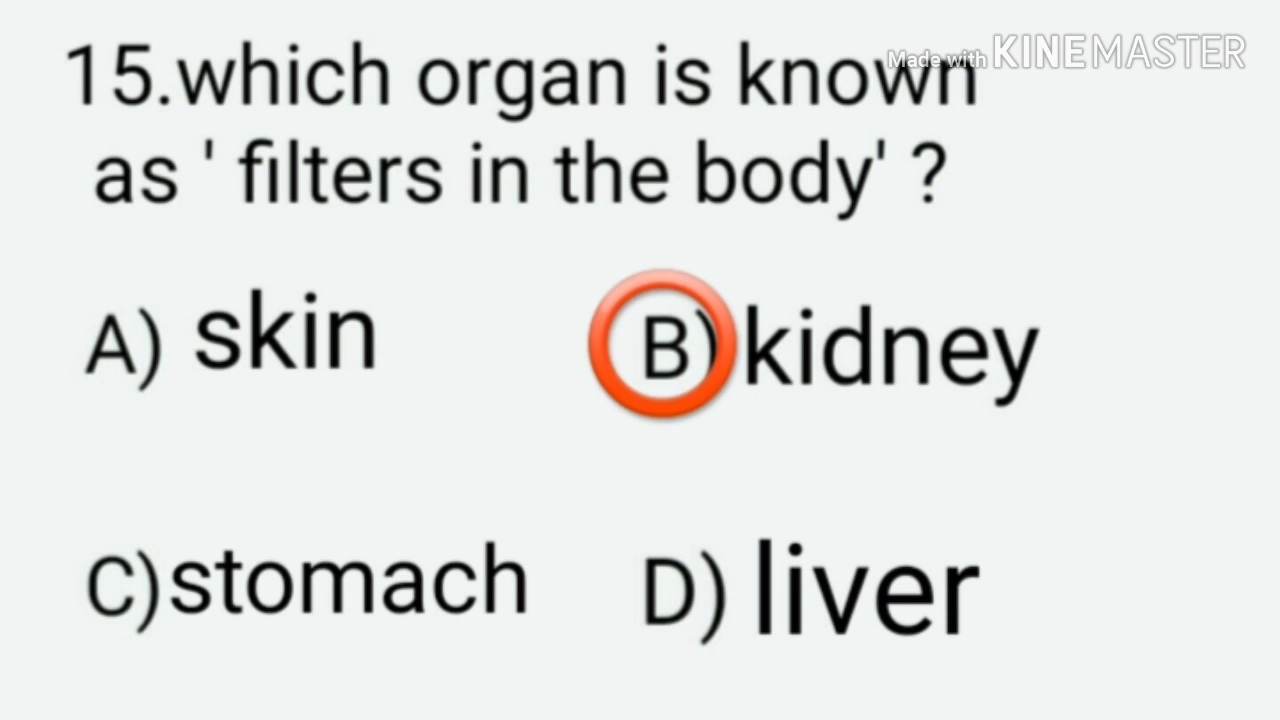 Made with KINEMASTER
15.which organ is known
as ' filters in the body' ?
A) skin
B) kidney
C) stomach
D) liver